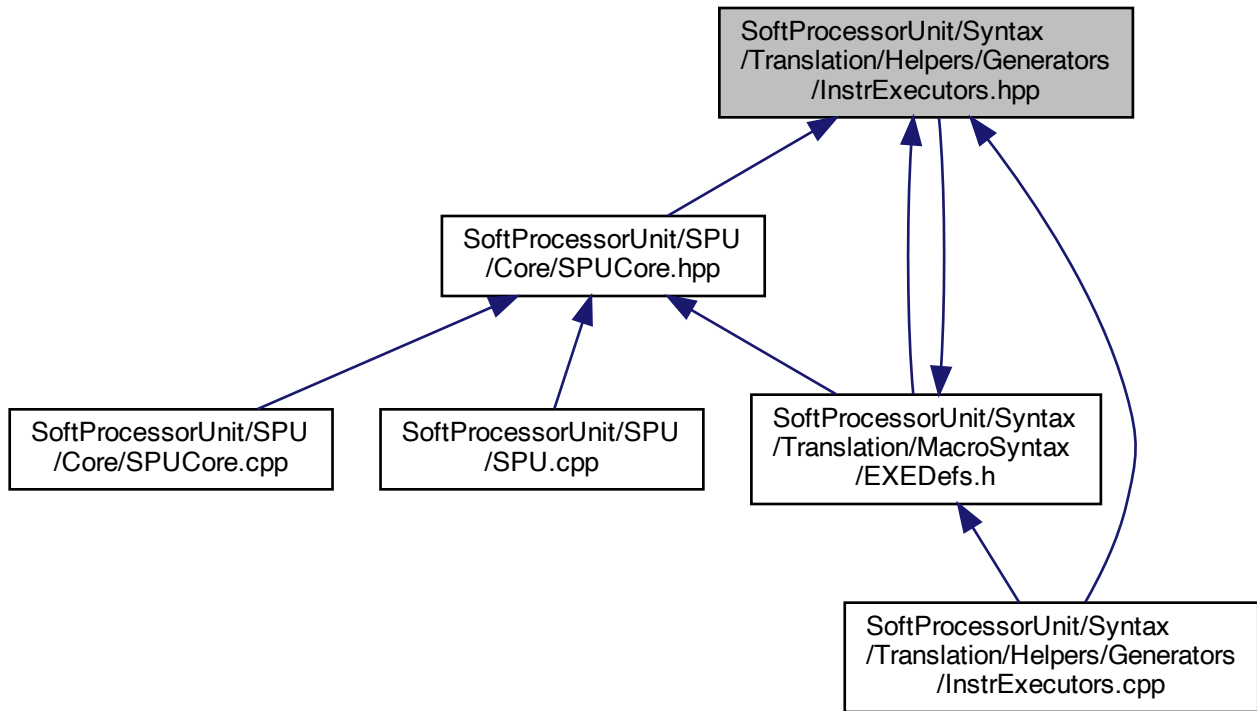 SoftProcessorUnit/Syntax
/Translation/Helpers/Generators
/InstrExecutors.hpp
SoftProcessorUnit/SPU
/Core/SPUCore.hpp
SoftProcessorUnit/SPU
/Core/SPUCore.cpp
SoftProcessorUnit/SPU
/SPU.cpp
SoftProcessorUnit/Syntax
/Translation/MacroSyntax
/EXEDefs.h
SoftProcessorUnit/Syntax
/Translation/Helpers/Generators
/InstrExecutors.cpp